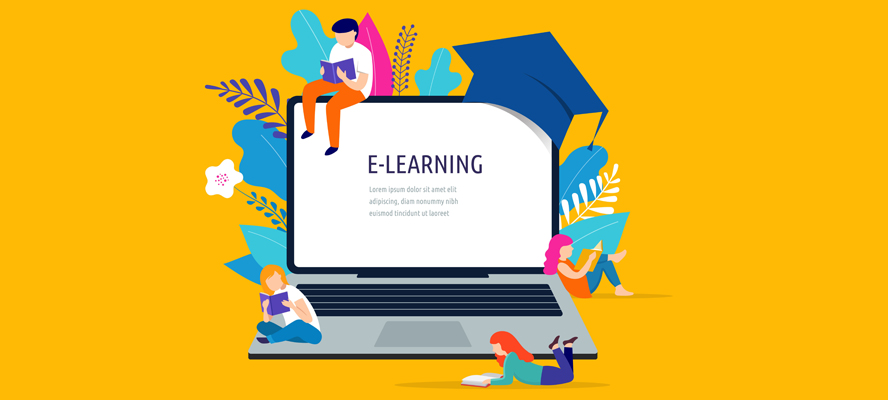 E-LEARNING
Lorem ipsum dolor sit amet elit
adipiscing, diam nonummy nibh
euismod tincidunt ut laoreet